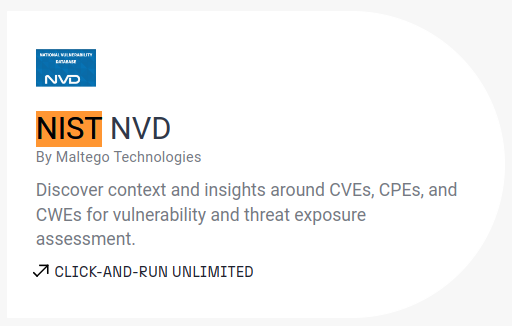 NATIONAL VULNERABILITY
DATABASE
NVD
NIST NVD
By Maltego Technologies
Discover context and insights around CVEs, CPEs, and
CWEs for vulnerability and threat exposure
assessment.
CLICK-AND-RUN UNLIMITED